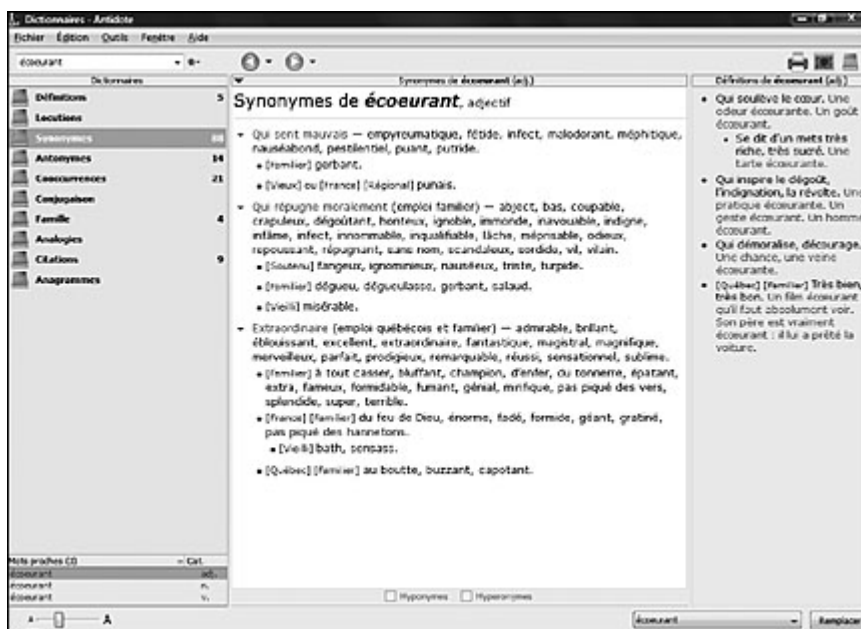 Dictionnaires - Antidote
Fichier Édition Outils Fenêtre Aide
écoeurant
Dictionnaires
Définitions 5
Locutions
Synonymes
Antonymes 14
Cooccurrences 21
Conjugaison
Famille 4
Analogies
Citations 9
Anagrammes
Mots proches (3) Cat.
écoeurant adj.
écoeurant n.
écoeurant v.
A A
Synonymes de écoeurant (adj.)
Synonymes de écoeurant, adjectif
Qui sent mauvais — empyreumatique, fétide, infect, malodorant, méphitique,
nauséabond, pestilentiel, puant, putride.
[Familier] gerbant.
[Vieux] ou [France] [Régional] punais.
Qui répugne moralement (emploi familier) — abject, bas, coupable,
crapuleux, dégoûtant, honteux, ignoble, immonde, inavouable, indigne,
infâme, infect, innommable, inqualifiable, lâche, méprisable, odieux,
repoussant, répugnant, sans nom, scandaleux, sordide, vil, vilain.
[Soutenu] fangeux, ignominieux, nauséeux, triste, turpide.
[Familier] dégueu, dégueulasse, gerbant, salaud.
[Vieilli] misérable.
Extraordinaire (emploi québécois et familier) — admirable, brillant,
éblouissant, excellent, extraordinaire, fantastique, magistral, magnifique,
merveilleux, parfait, prodigieux, remarquable, réussi, sensationnel, sublime.
[Familier] à tout casser, bluffant, champion, d'enfer, du tonnerre, épatant,
extra, fameux, formidable, fumant, génial, mirifique, pas piqué des vers,
splendide, super, terrible.
[France] [Familier] du feu de Dieu, énorme, fadé, formide, géant, gratiné,
pas piqué des hannetons.
[Vieilli] bath, sensass.
[Québec] [Familier] au boutte, buzzant, capotant.
Hyponymes Hyperonymes
Définitions de écoeurant (adj.)
Qui soulève le cœur. Une
odeur écœurante. Un goût
écœurant.
Se dit d'un mets très
riche, très sucré. Une
tarte écœurante.
Qui inspire le dégoût,
l'indignation, la révolte. Une
pratique écœurante. Un
geste écœurant. Un homme
écœurant.
Qui démoralise, décourage.
Une chance, une veine
écœurante.
[Québec] [Familier] Très bien,
très bon. Un film écœurant
qu'il faut absolument voir.
Son père est vraiment
écœurant : il lui a prêté la
voiture.
écoeurant Remplacer